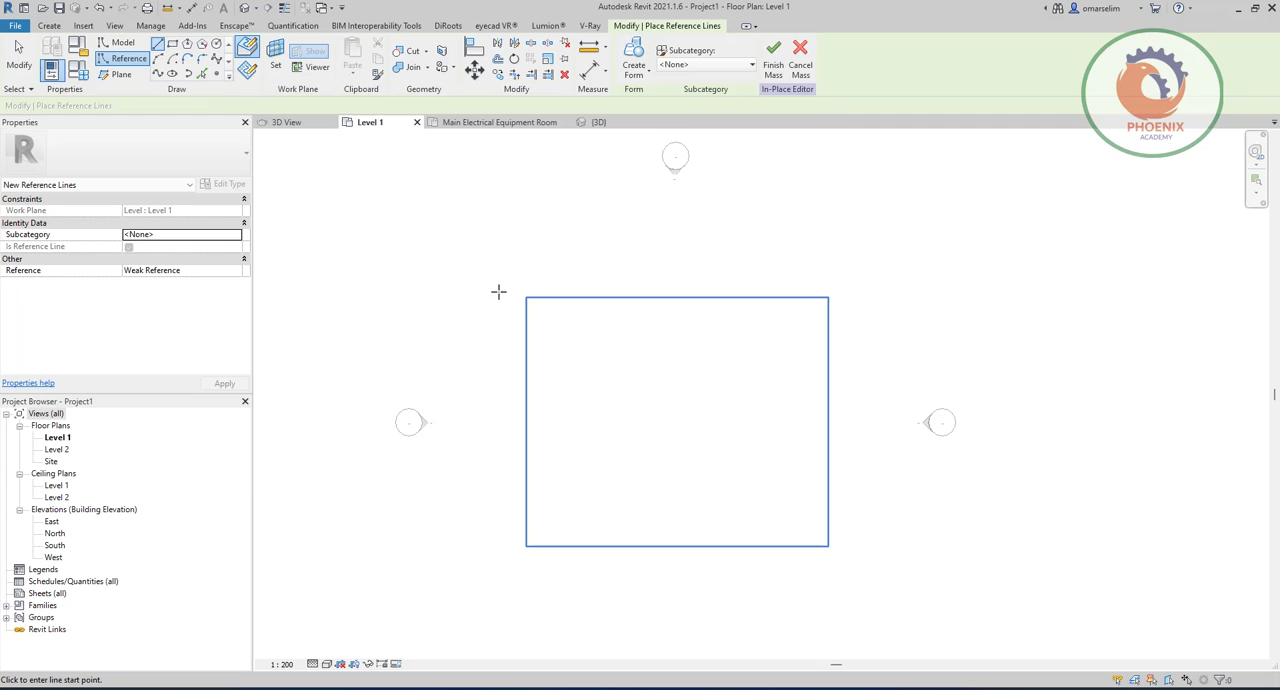 Autodesk Revit 2021.1.6 - Project1 - Floor Plan: Level 1
omarselim
File Create Insert View Manage Add-Ins Enscape™ Quantification BIM Interoperability Tools DiRoots eyecad VR® Lumion® V-Ray Modify | Place Reference Lines
Modify
Model
Reference
Plane
Set
Show
Viewer
Paste
Cut
Join
Create Form
Subcategory:
<None>
Finish Mass
Cancel Mass
Select Properties Draw Work Plane Clipboard Geometry Modify Measure Form Subcategory In-Place Editor
Modify | Place Reference Lines
PHOENIX
ACADEMY
Properties
3D View
Level 1
Main Electrical Equipment Room
{3D}
R
New Reference Lines
Edit Type
Constraints
Work Plane Level : Level 1
Identity Data
Subcategory <None>
Is Reference Line
Other
Reference Weak Reference
Properties help
Apply
Project Browser - Project1
Views (all)
Floor Plans
Level 1
Level 2
Site
Ceiling Plans
Level 1
Level 2
Elevations (Building Elevation)
East
North
South
West
Legends
Schedules/Quantities (all)
Sheets (all)
Families
Groups
Revit Links
1 : 200
Click to enter line start point.
:0